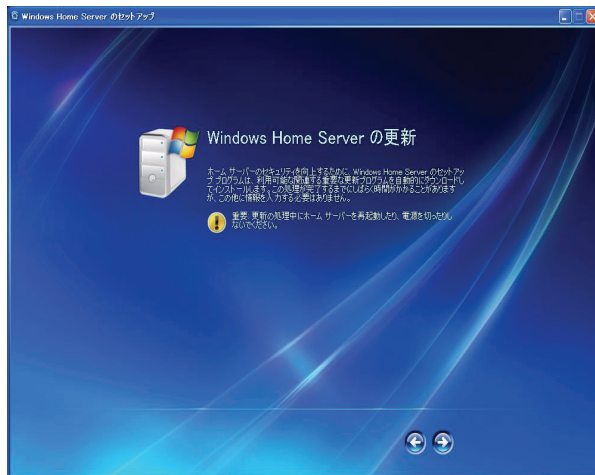 Windows Home Server のセットアップ
Windows Home Server の更新
ホーム サーバーのセキュリティを向上するために、Windows Home Server のセットアッ
プ プログラムは、利用可能な関連する重要な更新プログラムを自動的にダウンロードし
てインストールします。この処理が完了するまでにしばらく時間がかかることがあります
が、この他に情報を入力する必要はありません。
重要: 更新の処理中にホーム サーバーを再起動したり、電源を切ったりし
ないでください。